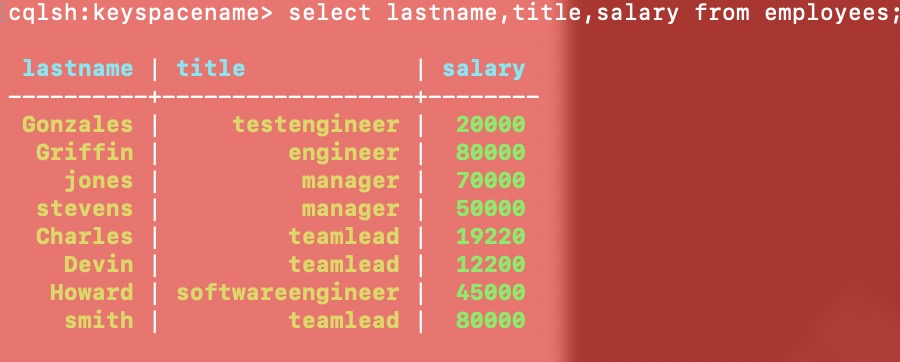 cqlsh:keyspacename> select lastname,title,salary from employees;
lastname | title | salary
----------+------------------+--------
Gonzales | testengineer | 20000
Griffin | engineer | 80000
jones | manager | 70000
stevens | manager | 50000
Charles | teamlead | 19220
Devin | teamlead | 12200
Howard | softwareengineer | 45000
smith | teamlead | 80000